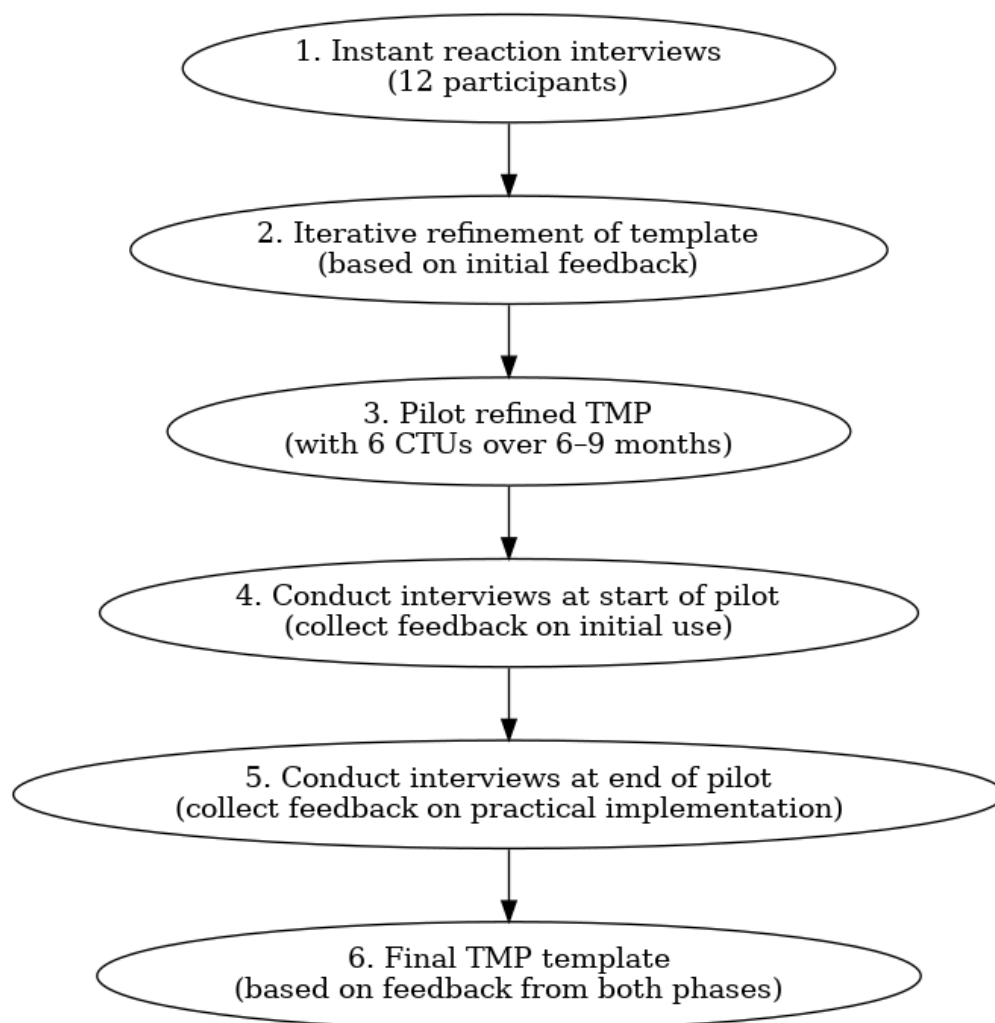 1. Instant reaction interviews
(12 participants)
2. Iterative refinement of template
(based on initial feedback)
3. Pilot refined TMP
(with 6 CTUs over 6–9 months)
4. Conduct interviews at start of pilot
(collect feedback on initial use)
5. Conduct interviews at end of pilot
(collect feedback on practical implementation)
6. Final TMP template
(based on feedback from both phases)